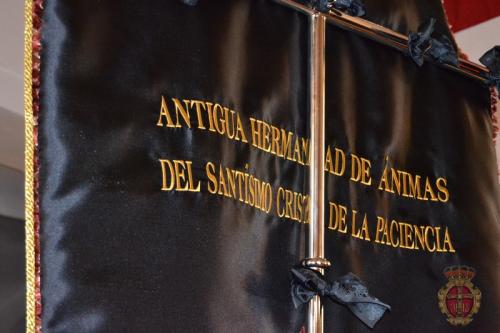 ANTIGUA HERMANDAD DE ÁNIMAS
DEL SANTÍSIMO CRISTO DE LA PACIENCIA